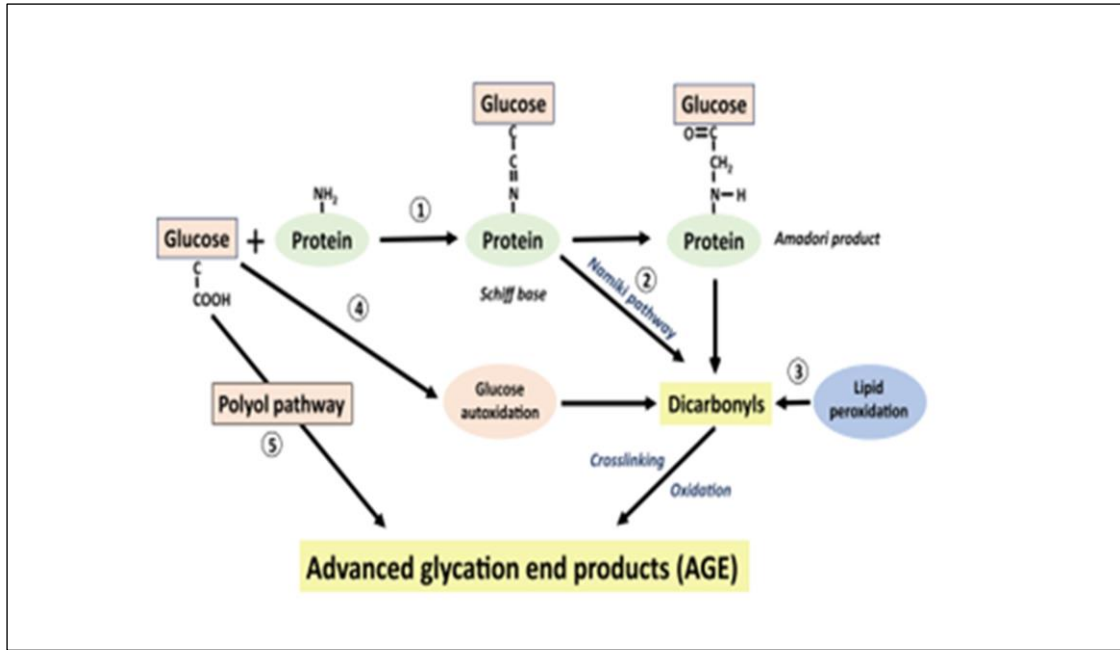 Glucose
C
C
N
Protein
Schiff base
Glucose
O=C
CH2
N–H
Protein
Amadori product
Glucose
C
COOH
+
NH2
Protein
①
②
Namiki pathway
③
④
Glucose
autoxidation
Dicarbonyls
Lipid
peroxidation
Polyol pathway
⑤
Crosslinking
Oxidation
Advanced glycation end products (AGE)